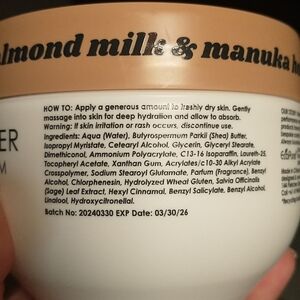 almond milk & manuka h
ER
M
HOW TO: Apply a generous amount to freshly dry skin. Gently
massage into skin for deep hydration and allow to absorb.
Warning: If skin irritation or rash occurs, discontinue use.
Ingredients: Aqua (Water), Butyrospermum Parkii (Shea) Butter,
Isopropyl Myristate, Cetearyl Alcohol, Glycerin, Glyceryl Stearate,
Dimethiconol, Ammonium Polyacrylate, C13-16 Isoparaffin, Laureth-25,
Tocopheryl Acetate, Xanthan Gum, Acrylates/c10-30 Alkyl Acrylate
Crosspolymer, Sodium Stearoyl Glutamate, Parfum (Fragrance), Benzyl
Alcohol, Chlorphenesin, Hydrolyzed Wheat Gluten, Salvia Officinalis
(Sage) Leaf Extract, Hexyl Cinnamal, Benzyl Salicylate, Benzyl Alcohol,
Linalool, Hydroxycitronellal.
Batch No: 20240330 EXP Date: 03/30/26